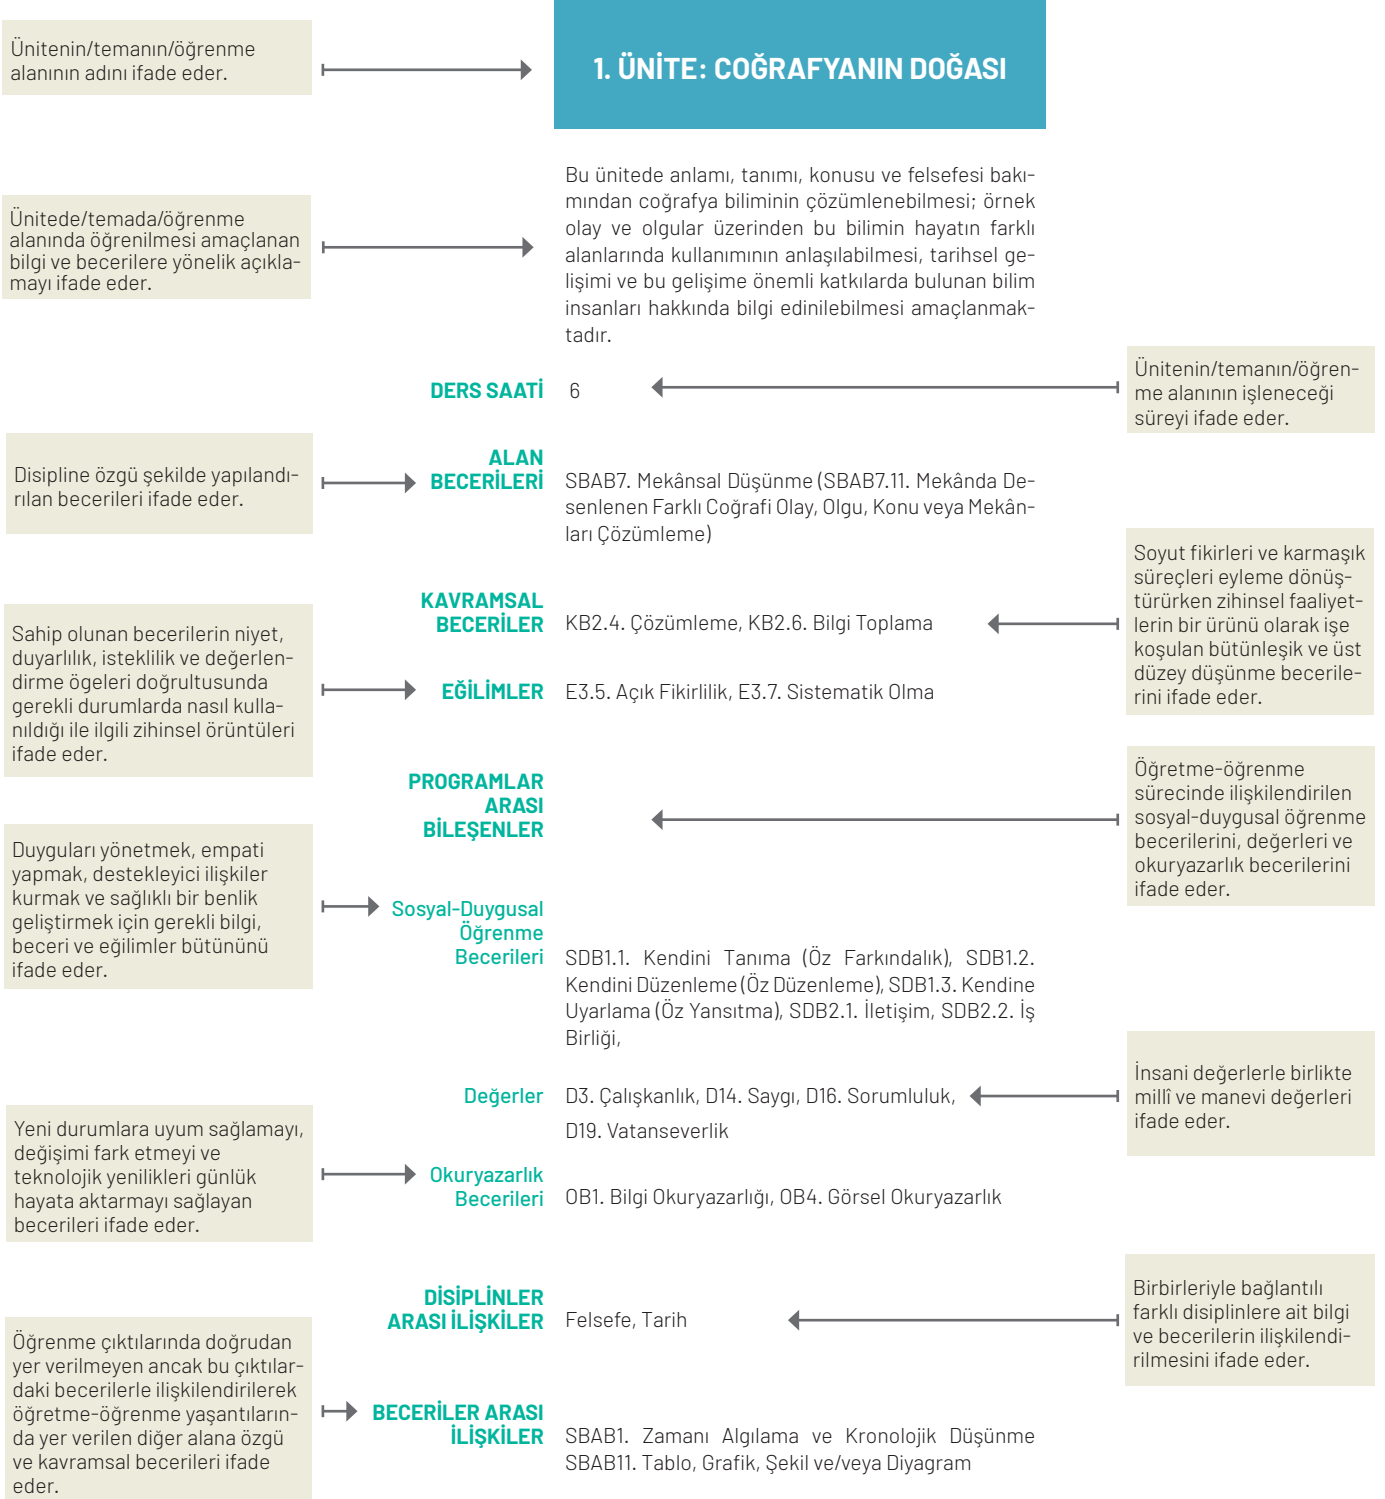 Ünitenin/temanın/öğrenme
alanının adını ifade eder.
1. ÜNİTE: COĞRAFYANIN DOĞASI
Ünitede/temada/öğrenme
alanında öğrenilmesi amaçlanan
bilgi ve becerilere yönelik açıkla-
mayı ifade eder.
Bu ünitede anlamı, tanımı, konusu ve felsefesi bakı-
mından coğrafya biliminin çözümlenebilmesi; örnek
olay ve olgular üzerinden bu bilimin hayatın farklı
alanlarında kullanımının anlaşılabilmesi, tarihsel ge-
lişimi ve bu gelişime önemli katkılarda bulunan bilim
insanları hakkında bilgi edinilebilmesi amaçlanmak-
tadır.
DERS SAATİ 6
Ünitenin/temanın/öğren-
me alanının işleneceği
süreyi ifade eder.
Disipline özgü şekilde yapılandı-
rılan becerileri ifade eder.
ALAN
BECERİLERİ
SBAB7. Mekânsal Düşünme (SBAB7.11. Mekânda De-
senlenen Farklı Coğrafi Olay, Olgu, Konu veya Mekân-
ları Çözümleme)
KAVRAMSAL
BECERİLER
KB2.4. Çözümleme, KB2.6. Bilgi Toplama
Soyut fikirleri ve karmaşık
süreçleri eyleme dönüş-
türürken zihinsel faaliyet-
lerin bir ürünü olarak işe
koşulan bütünleşik ve üst
düzey düşünme becerile-
rini ifade eder.
Sahip olunan becerilerin niyet,
duyarlılık, isteklilik ve değerlen-
dirme ögeleri doğrultusunda
gerekli durumlarda nasıl kulla-
nıldığı ile ilgili zihinsel örüntüleri
ifade eder.
EĞİLİMLER E3.5. Açık Fikirlilik, E3.7. Sistematik Olma
PROGRAMLAR
ARASI
BİLEŞENLER
Öğretme-öğrenme
sürecinde ilişkilendirilen
sosyal-duygusal öğrenme
becerilerini, değerleri ve
okuryazarlık becerilerini
ifade eder.
Duyguları yönetmek, empati
yapmak, destekleyici ilişkiler
kurmak ve sağlıklı bir benlik
geliştirmek için gerekli bilgi,
beceri ve eğilimler bütününü
ifade eder.
Sosyal-Duygusal
Öğrenme
Becerileri
SDB1.1. Kendini Tanıma (Öz Farkındalık), SDB1.2.
Kendini Düzenleme (Öz Düzenleme), SDB1.3. Kendine
Uyarlama (Öz Yansıtma), SDB2.1. İletişim, SDB2.2. İş
Birliği,
Değerler D3. Çalışkanlık, D14. Saygı, D16. Sorumluluk,
D19. Vatanseverlik
İnsani değerlerle birlikte
millî ve manevi değerleri
ifade eder.
Yeni durumlara uyum sağlamayı,
değişimi fark etmeyi ve
teknolojik yenilikleri günlük
hayata aktarmayı sağlayan
becerileri ifade eder.
Okuryazarlık
Becerileri
OB1. Bilgi Okuryazarlığı, OB4. Görsel Okuryazarlık
DİSİPLİNLER
ARASI İLİŞKİLER
Felsefe, Tarih
Birbirleriyle bağlantılı
farklı disiplinlere ait bilgi
ve becerilerin ilişkilendi-
rilmesini ifade eder.
Öğrenme çıktılarında doğrudan
yer verilmeyen ancak bu çıktılar-
daki becerilerle ilişkilendirilerek
öğretme-öğrenme yaşantıların-
da yer verilen diğer alana özgü
ve kavramsal becerileri ifade
eder.
BECERİLER ARASI
İLİŞKİLER
SBAB1. Zamanı Algılama ve Kronolojik Düşünme
SBAB11. Tablo, Grafik, Şekil ve/veya Diyagram